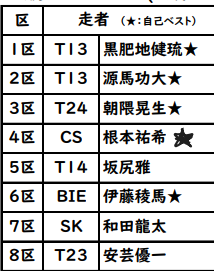 区 走者 （★：自己ベスト）
1区 T13 黒肥地健琉★
2区 T13 源馬功大★
3区 T24 朝隈晃生★
4区 CS 根本祐希 ★
5区 T14 坂尻雅
6区 BIE 伊藤稜馬★
7区 SK 和田龍太
8区 T23 安芸優一